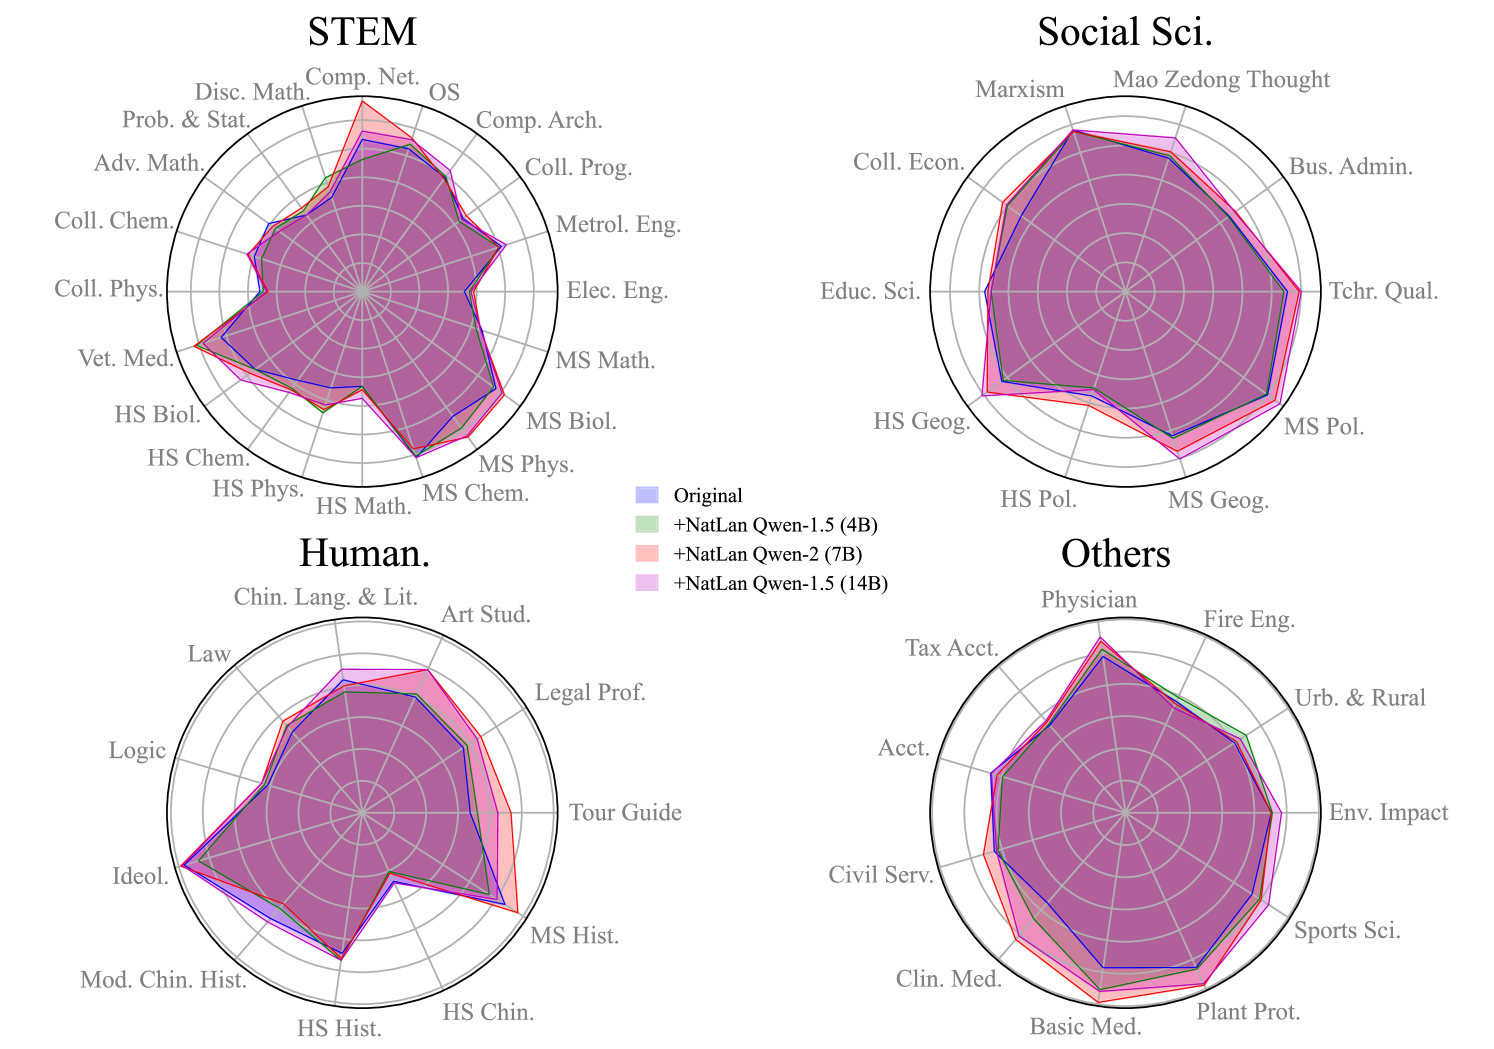 STEM
Comp. Net.
OS
Comp. Arch.
Coll. Prog.
Metrol. Eng.
Elec. Eng.
MS Math.
MS Biol.
MS Phys.
MS Chem.
HS Math.
HS Phys.
HS Chem.
HS Biol.
Vet. Med.
Coll. Phys.
Coll. Chem.
Adv. Math.
Prob. & Stat.
Disc. Math.
Social Sci.
Mao Zedong Thought
Bus. Admin.
Tchr. Qual.
MS Pol.
MS Geog.
HS Pol.
HS Geog.
Educ. Sci.
Coll. Econ.
Marxism
Original
+NatLan Qwen-1.5 (4B)
+NatLan Qwen-2 (7B)
+NatLan Qwen-1.5 (14B)
Human.
Chin. Lang. & Lit.
Art Stud.
Legal Prof.
Tour Guide
MS Hist.
HS Chin.
HS Hist.
Mod. Chin. Hist.
Ideol.
Logic
Law
Others
Physician
Fire Eng.
Urb. & Rural
Env. Impact
Sports Sci.
Plant Prot.
Basic Med.
Clin. Med.
Civil Serv.
Acct.
Tax Acct.